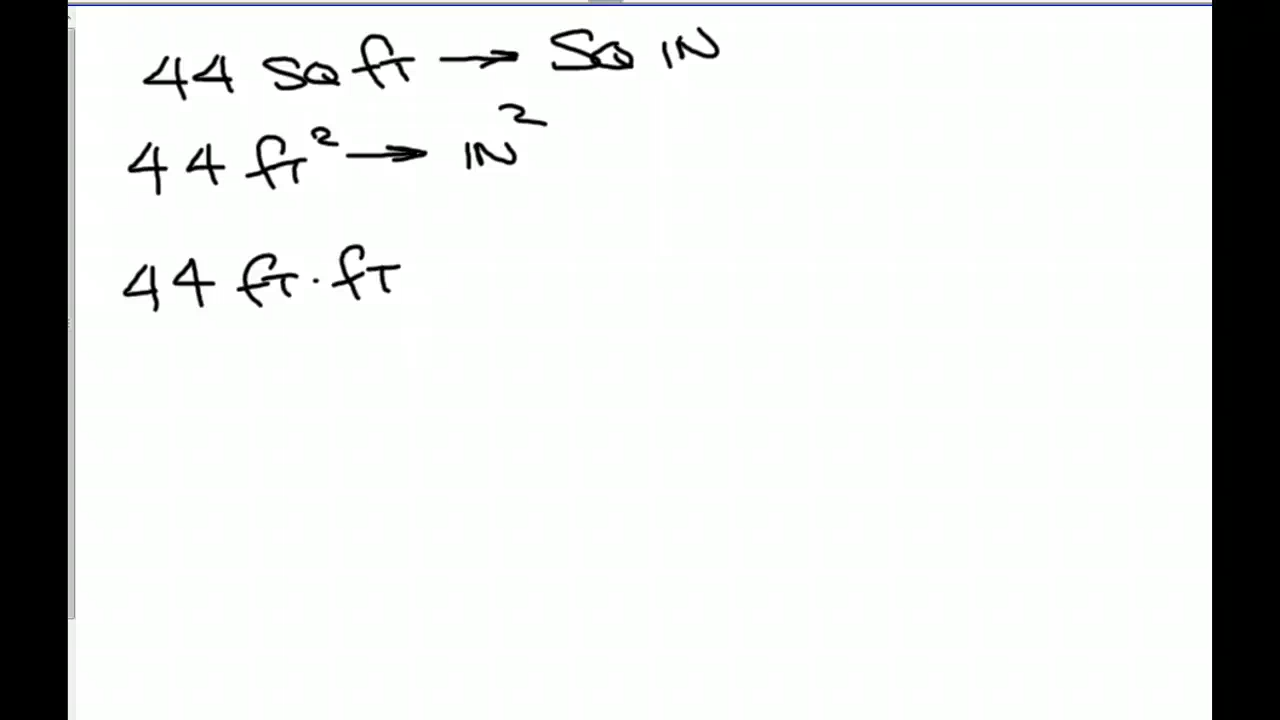 44 SQ fT → SQ IN
44 fT² → IN²
44 fT · fT